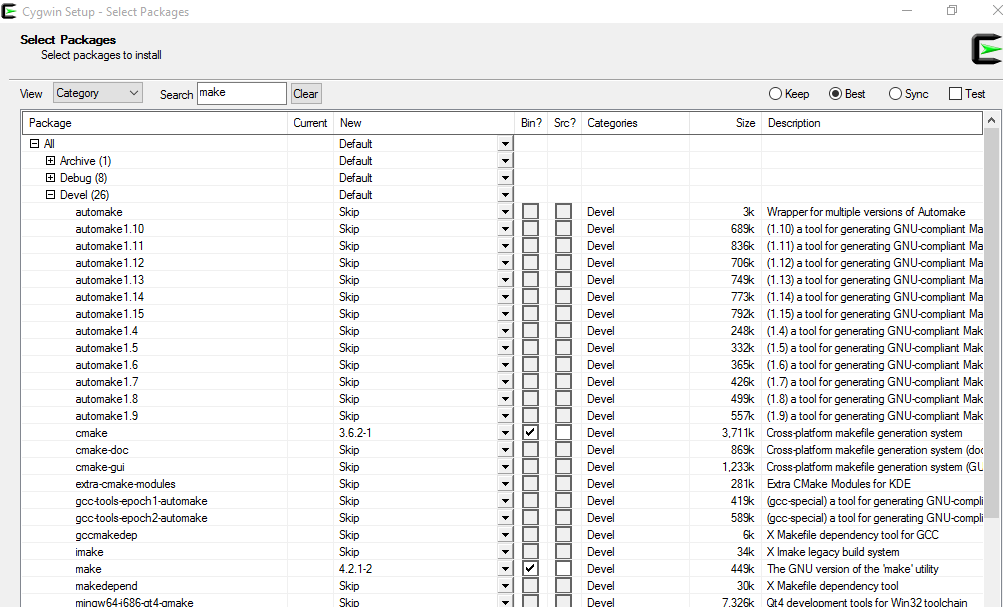 Cygwin Setup - Select Packages
Select Packages
Select packages to install
View Category Search make Clear Keep Best Sync Test
Package Current New Bin? Src? Categories Size Description
All Default
Archive (1) Default
Debug (8) Default
Devel (26) Default
automake Skip Devel 3k Wrapper for multiple versions of Automake
automake1.10 Skip Devel 689k (1.10) a tool for generating GNU-compliant Ma
automake1.11 Skip Devel 836k (1.11) a tool for generating GNU-compliant Ma
automake1.12 Skip Devel 706k (1.12) a tool for generating GNU-compliant Ma
automake1.13 Skip Devel 749k (1.13) a tool for generating GNU-compliant Ma
automake1.14 Skip Devel 773k (1.14) a tool for generating GNU-compliant Ma
automake1.15 Skip Devel 792k (1.15) a tool for generating GNU-compliant Ma
automake1.4 Skip Devel 248k (1.4) a tool for generating GNU-compliant Mak
automake1.5 Skip Devel 332k (1.5) a tool for generating GNU-compliant Mak
automake1.6 Skip Devel 365k (1.6) a tool for generating GNU-compliant Mak
automake1.7 Skip Devel 426k (1.7) a tool for generating GNU-compliant Mak
automake1.8 Skip Devel 499k (1.8) a tool for generating GNU-compliant Mak
automake1.9 Skip Devel 557k (1.9) a tool for generating GNU-compliant Mak
cmake 3.6.2-1 Devel 3,711k Cross-platform makefile generation system
cmake-doc Skip Devel 869k Cross-platform makefile generation system (doc
cmake-gui Skip Devel 1,233k Cross-platform makefile generation system (GU
extra-cmake-modules Skip Devel 281k Extra CMake Modules for KDE
gcc-tools-epoch1-automake Skip Devel 419k (gcc-special) a tool for generating GNU-compli
gcc-tools-epoch2-automake Skip Devel 589k (gcc-special) a tool for generating GNU-compli
gccmakedep Skip Devel 6k X Makefile dependency tool for GCC
imake Skip Devel 34k X Imake legacy build system
make 4.2.1-2 Devel 449k The GNU version of the 'make' utility
makedepend Skip Devel 30k X Makefile dependency tool
mingw64-i686-qt4-qmake Skip Devel 7,326k Qt4 development tools for Win32 toolchain